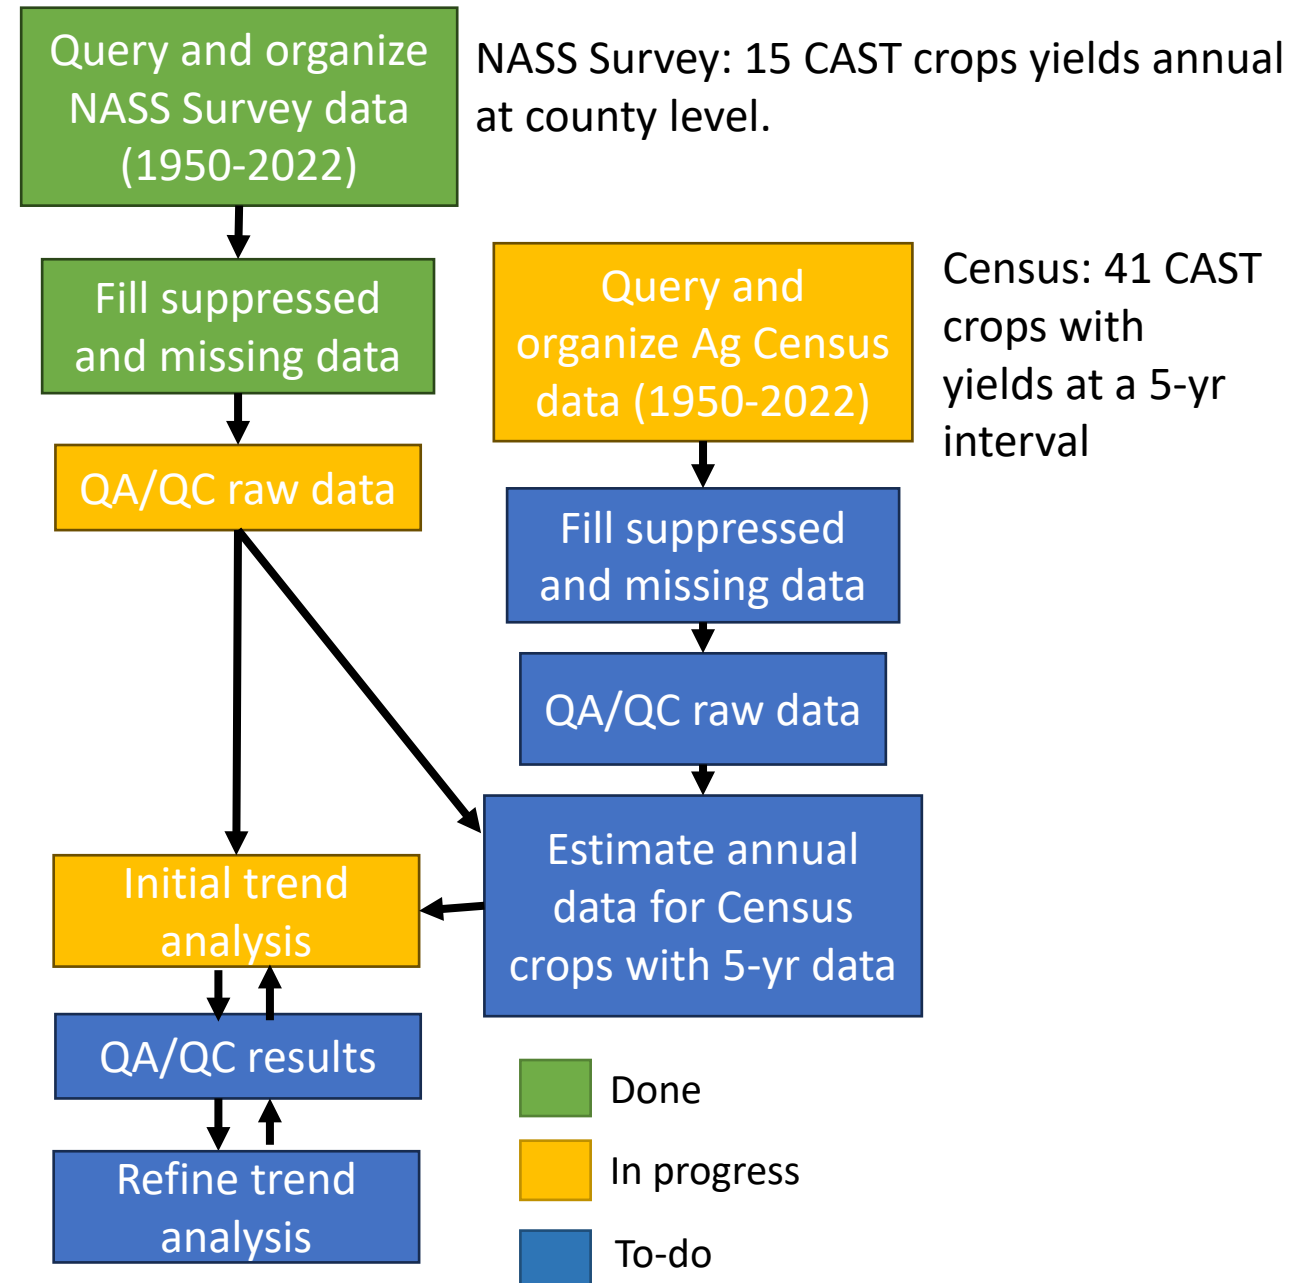 Query and organize
NASS Survey data
(1950-2022)
NASS Survey: 15 CAST crops yields annual
at county level.
Fill suppressed
and missing data
QA/QC raw data
Query and
organize Ag Census
data (1950-2022)
Census: 41 CAST
crops with
yields at a 5-yr
interval
Fill suppressed
and missing data
QA/QC raw data
Estimate annual
data for Census
crops with 5-yr data
Initial trend
analysis
QA/QC results
Refine trend
analysis
Done
In progress
To-do